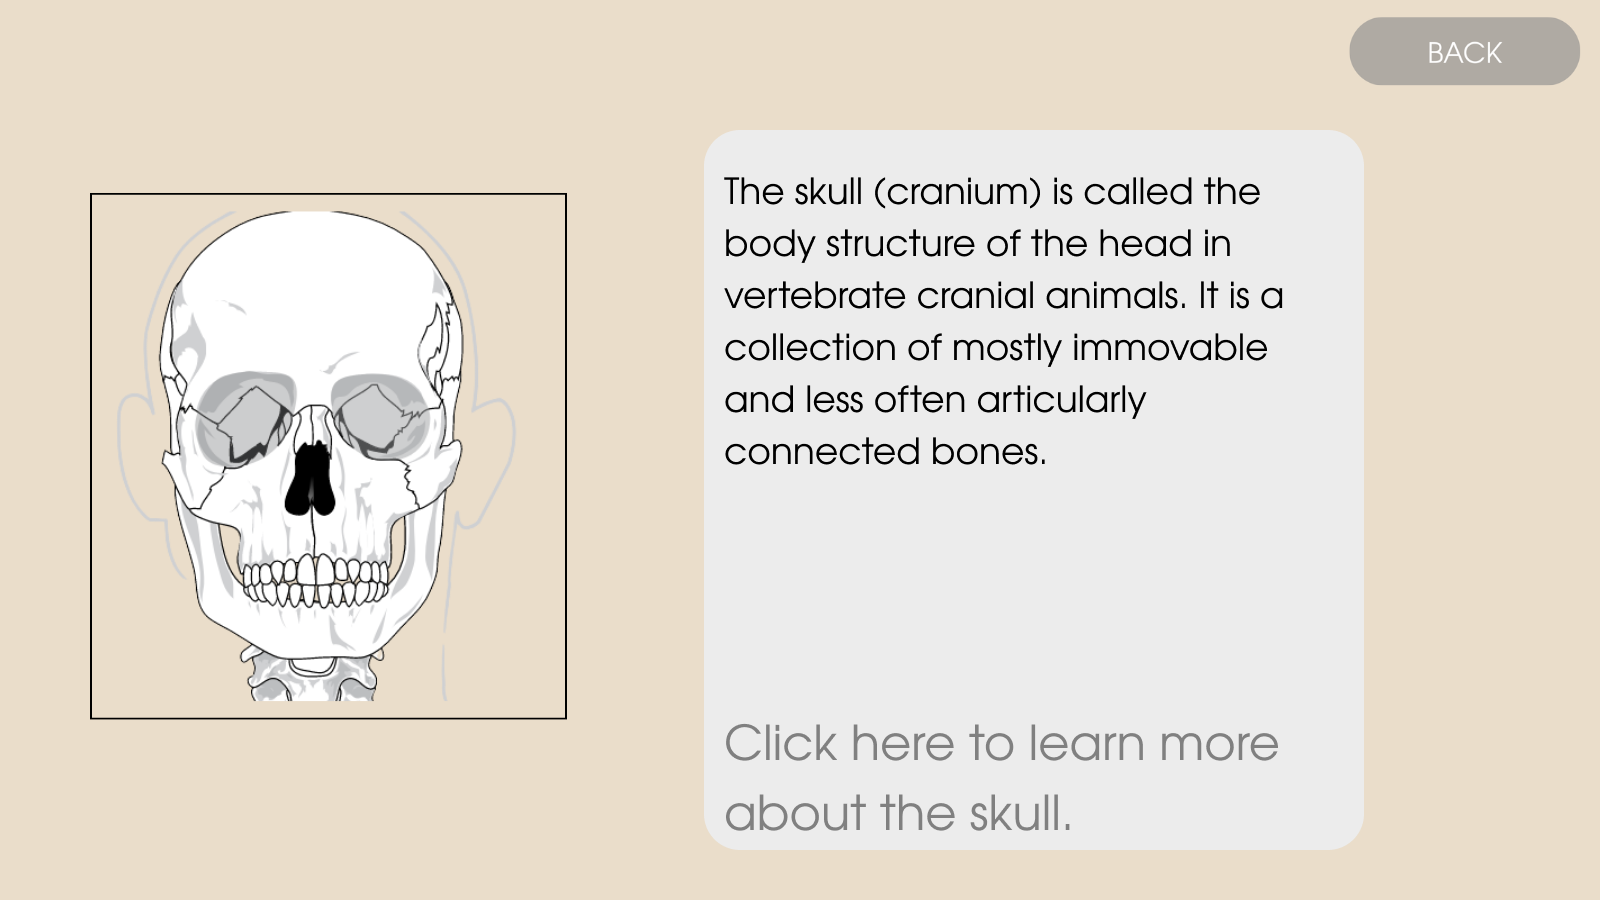 BACK
The skull (cranium) is called the
body structure of the head in
vertebrate cranial animals. It is a
collection of mostly immovable
and less often articularly
connected bones.
Click here to learn more
about the skull.